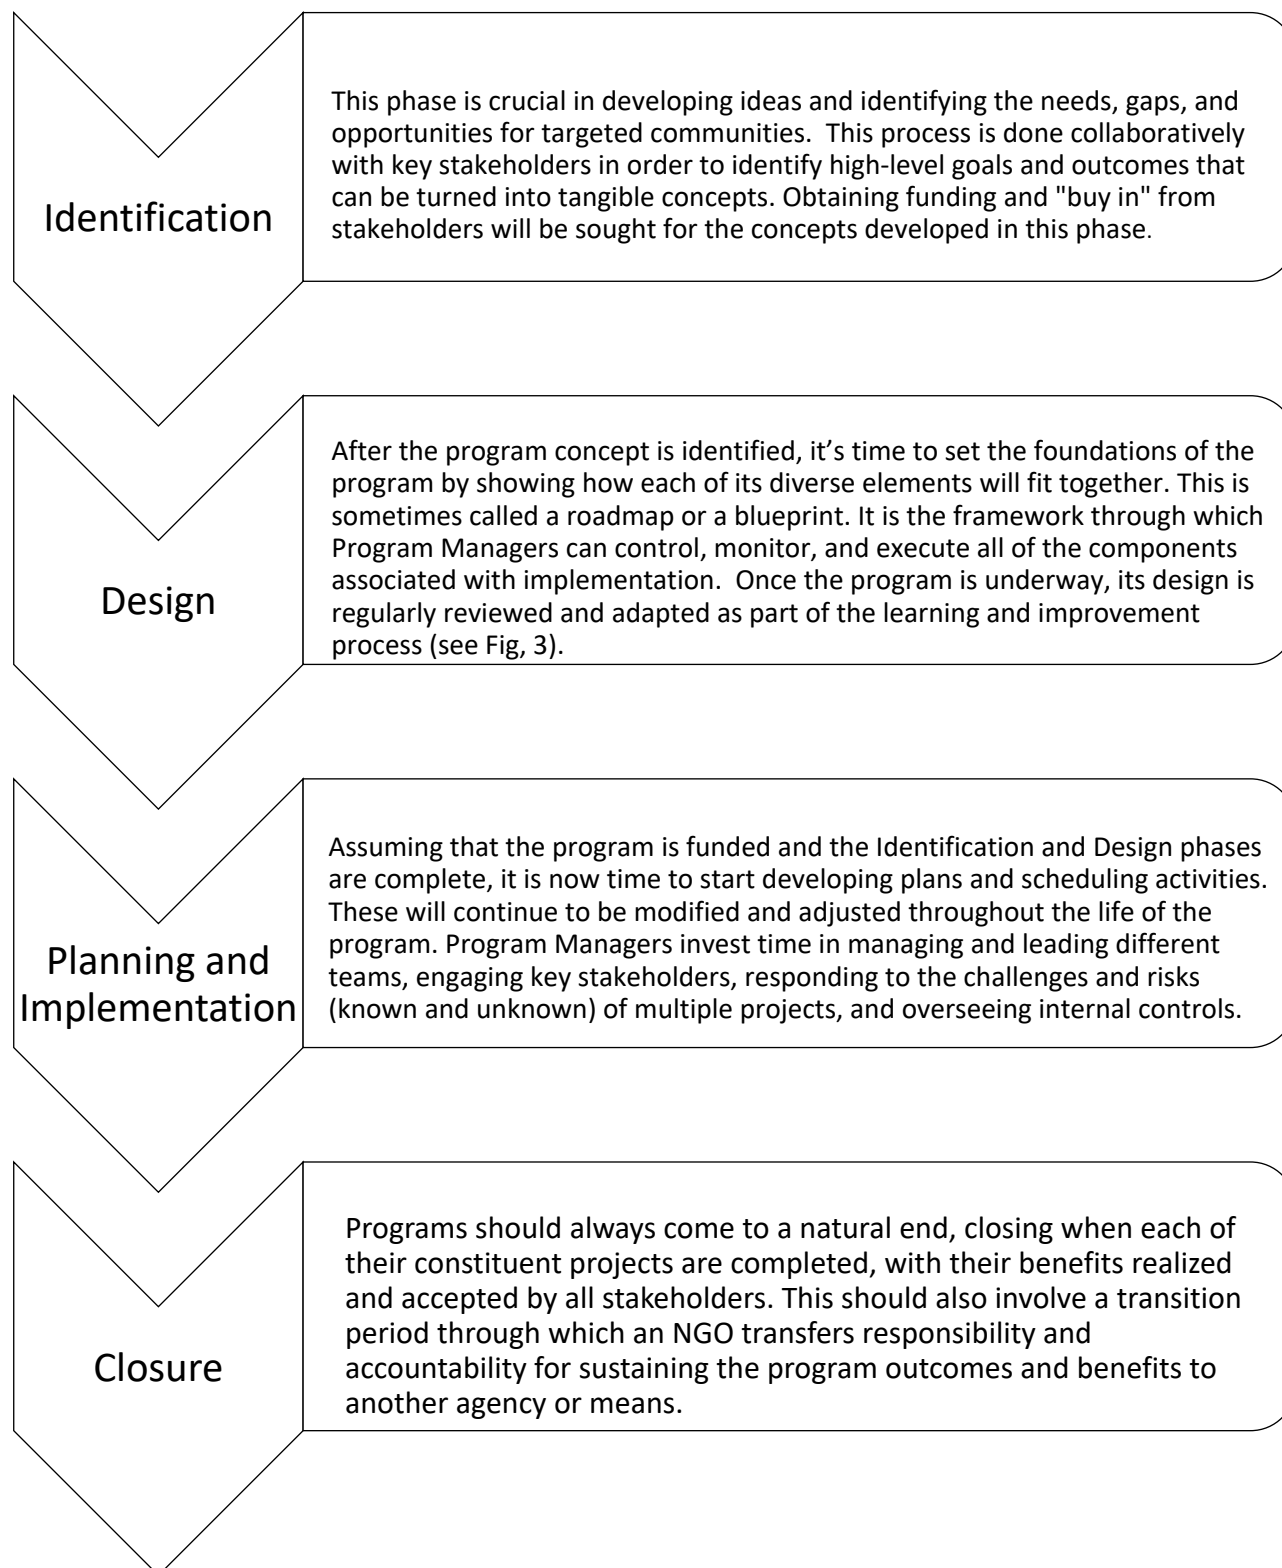 Identification
This phase is crucial in developing ideas and identifying the needs, gaps, and
opportunities for targeted communities.  This process is done collaboratively
with key stakeholders in order to identify high-level goals and outcomes that
can be turned into tangible concepts. Obtaining funding and "buy in" from
stakeholders will be sought for the concepts developed in this phase.
Design
After the program concept is identified, it’s time to set the foundations of the
program by showing how each of its diverse elements will fit together. This is
sometimes called a roadmap or a blueprint. It is the framework through which
Program Managers can control, monitor, and execute all of the components
associated with implementation.  Once the program is underway, its design is
regularly reviewed and adapted as part of the learning and improvement
process (see Fig, 3).
Planning and
Implementation
Assuming that the program is funded and the Identification and Design phases
are complete, it is now time to start developing plans and scheduling activities.
These will continue to be modified and adjusted throughout the life of the
program. Program Managers invest time in managing and leading different
teams, engaging key stakeholders, responding to the challenges and risks
(known and unknown) of multiple projects, and overseeing internal controls.
Closure
Programs should always come to a natural end, closing when each of
their constituent projects are completed, with their benefits realized
and accepted by all stakeholders. This should also involve a transition
period through which an NGO transfers responsibility and
accountability for sustaining the program outcomes and benefits to
another agency or means.